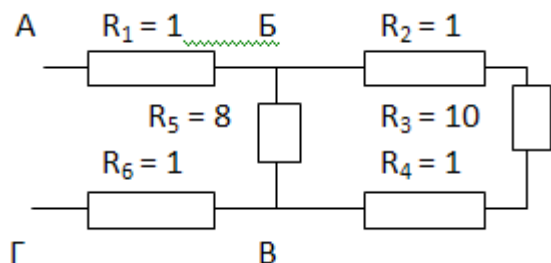 А R₁ = 1 Б R₂ = 1
R₅ = 8 R₃ = 10
R₆ = 1 R₄ = 1
Г В